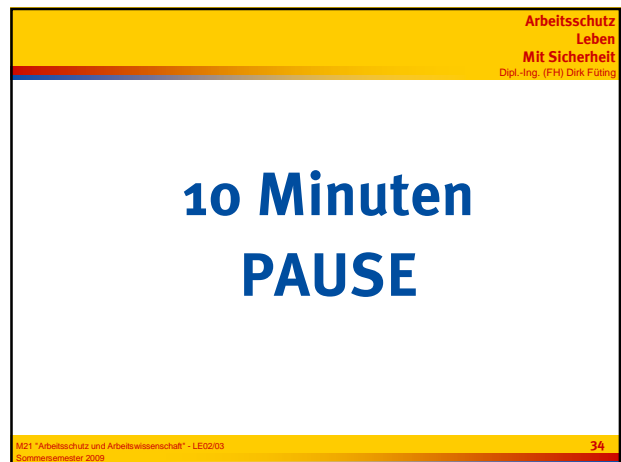 Arbeitsschutz
Leben
Mit Sicherheit
Dipl.-Ing. (FH) Dirk Füting
10 Minuten
PAUSE
M21 "Arbeitsschutz und Arbeitswissenschaft" - LE02/03
34
Sommersemester 2009